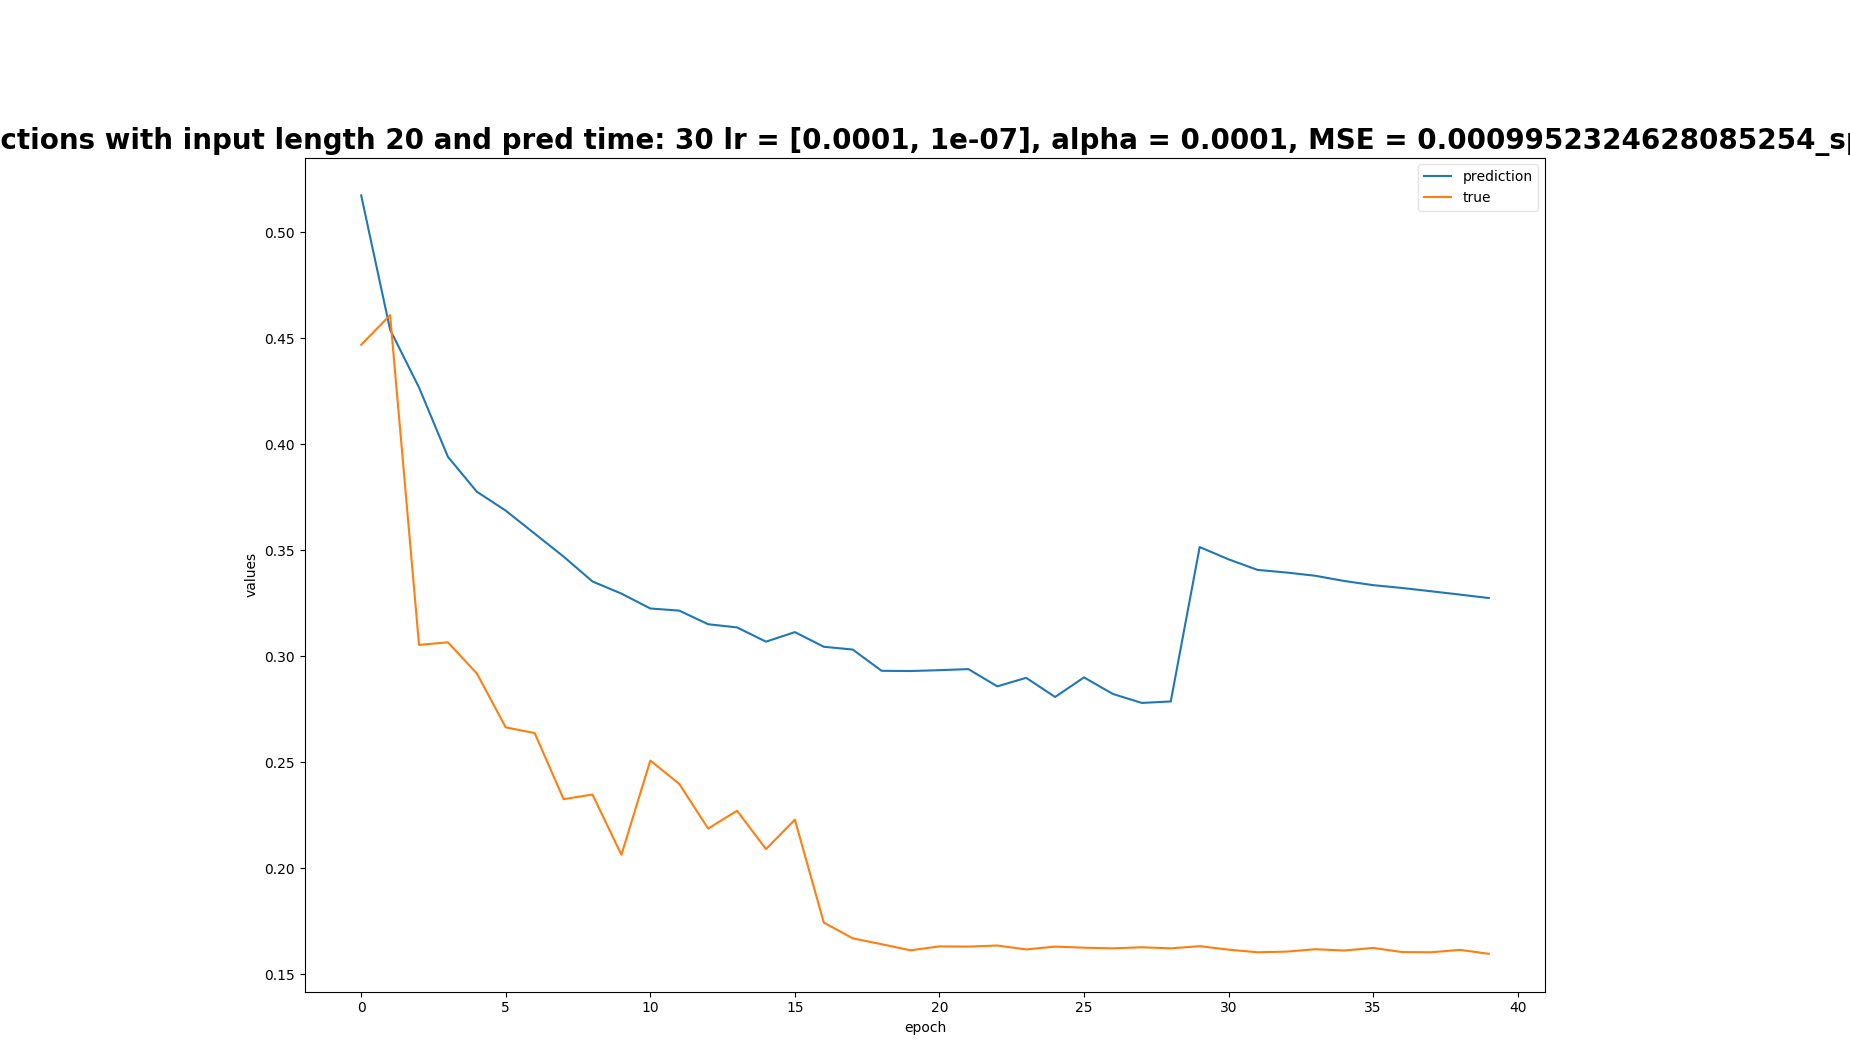 ctions with input length 20 and pred time: 30 lr = [0.0001, 1e-07], alpha = 0.0001, MSE = 0.0009952324628085254_sp
prediction
true
values
0.50
0.45
0.40
0.35
0.30
0.25
0.20
0.15
0 5 10 15 20 25 30 35 40
epoch